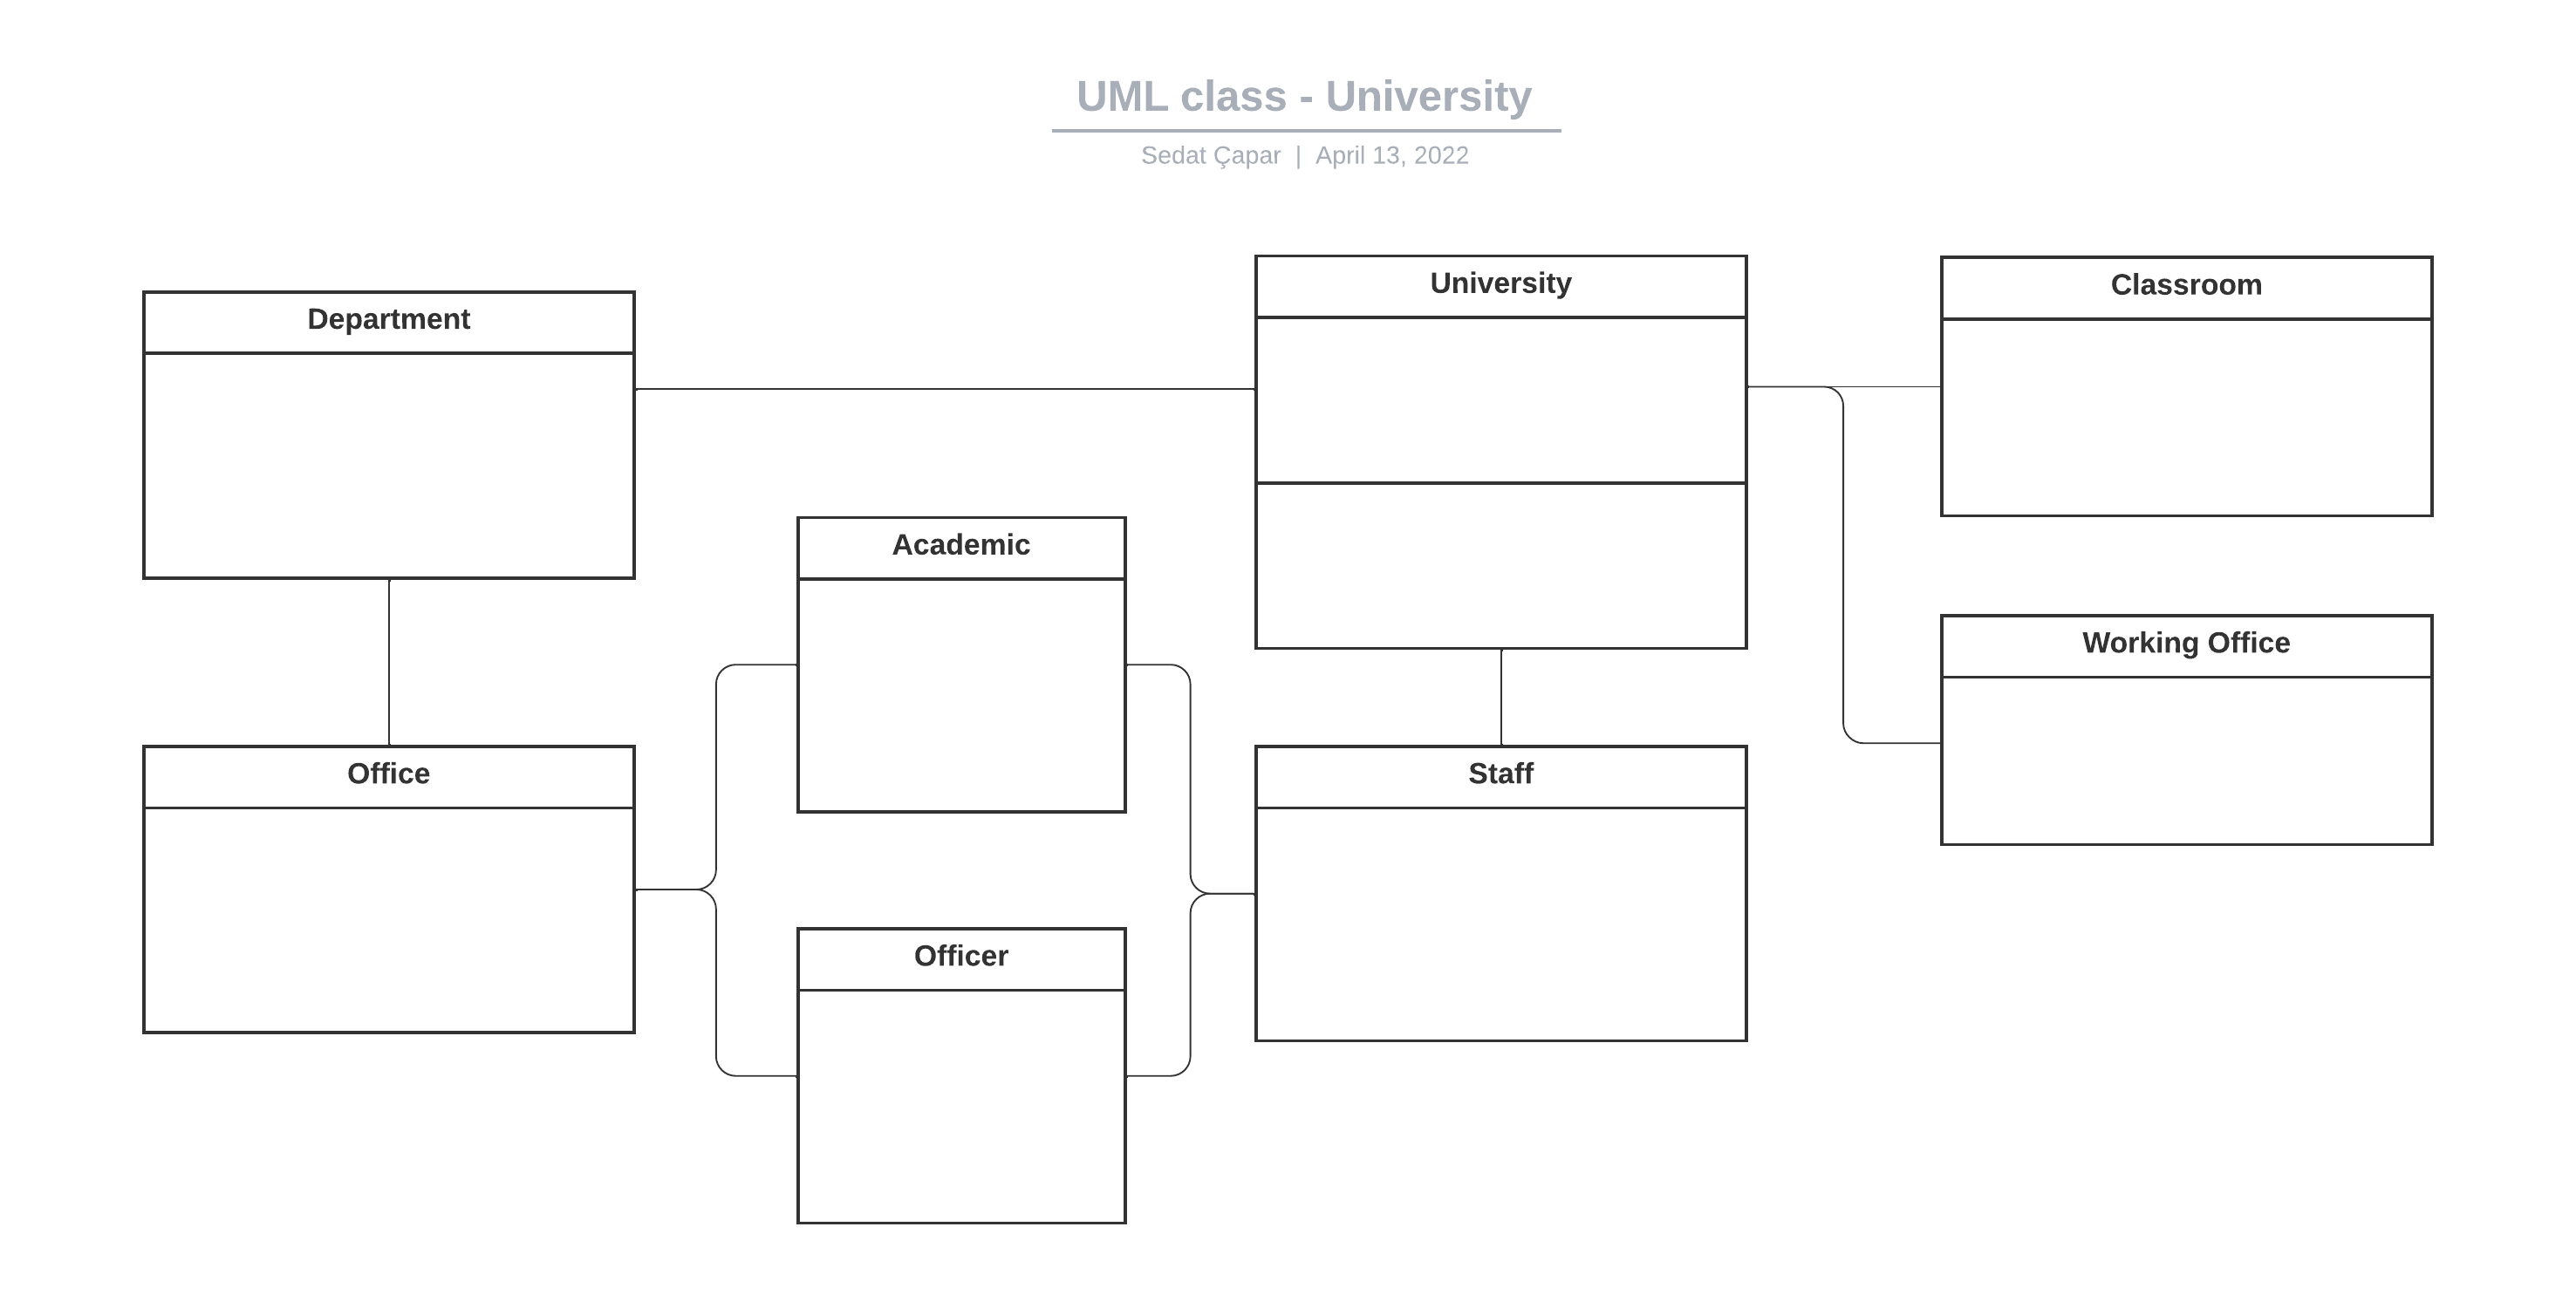 UML class - University
Sedat Çapar | April 13, 2022
University
Classroom
Department
Academic
Working Office
Office
Staff
Officer